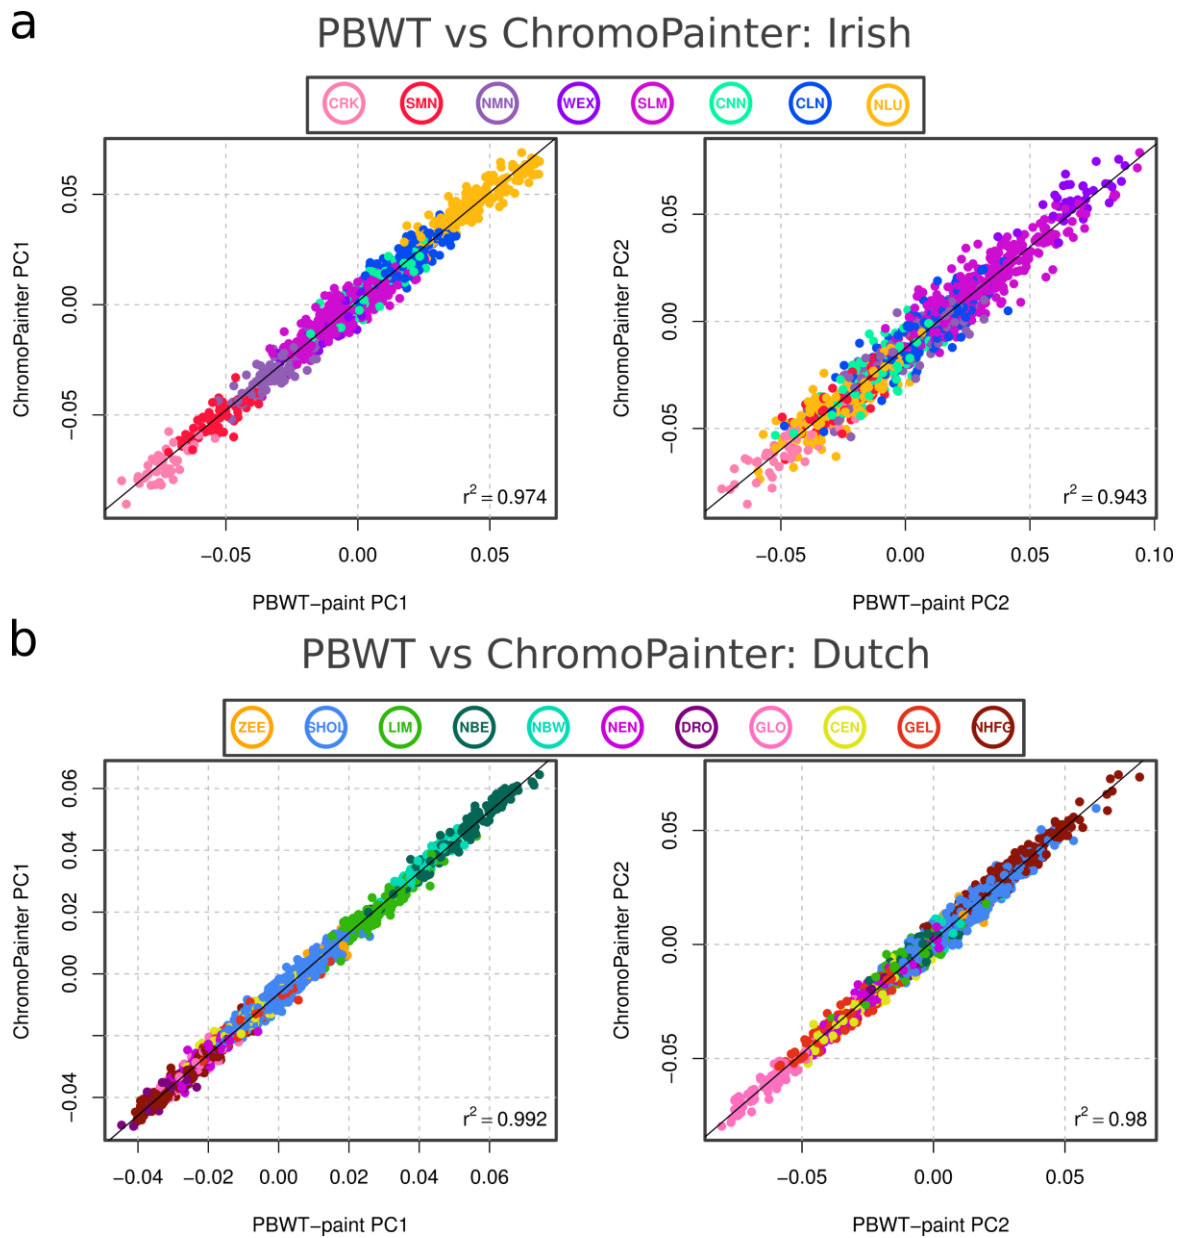 a
PBWT vs ChromoPainter: Irish
CRK SMN NMN WEX SLM CNN CLN NLU
ChromoPainter PC1
0.05
0.00
−0.05
r² = 0.974
−0.05 0.00 0.05
PBWT−paint PC1
ChromoPainter PC2
0.05
0.00
−0.05
r² = 0.943
−0.05 0.00 0.05 0.10
PBWT−paint PC2
b
PBWT vs ChromoPainter: Dutch
ZEE SHOL LIM NBE NBW NEN DRO GLO CEN GEL NHFG
ChromoPainter PC1
0.06
0.04
0.02
0.00
−0.04
r² = 0.992
−0.04 −0.02 0.00 0.02 0.04 0.06
PBWT−paint PC1
ChromoPainter PC2
0.05
0.00
−0.05
r² = 0.98
−0.05 0.00 0.05
PBWT−paint PC2